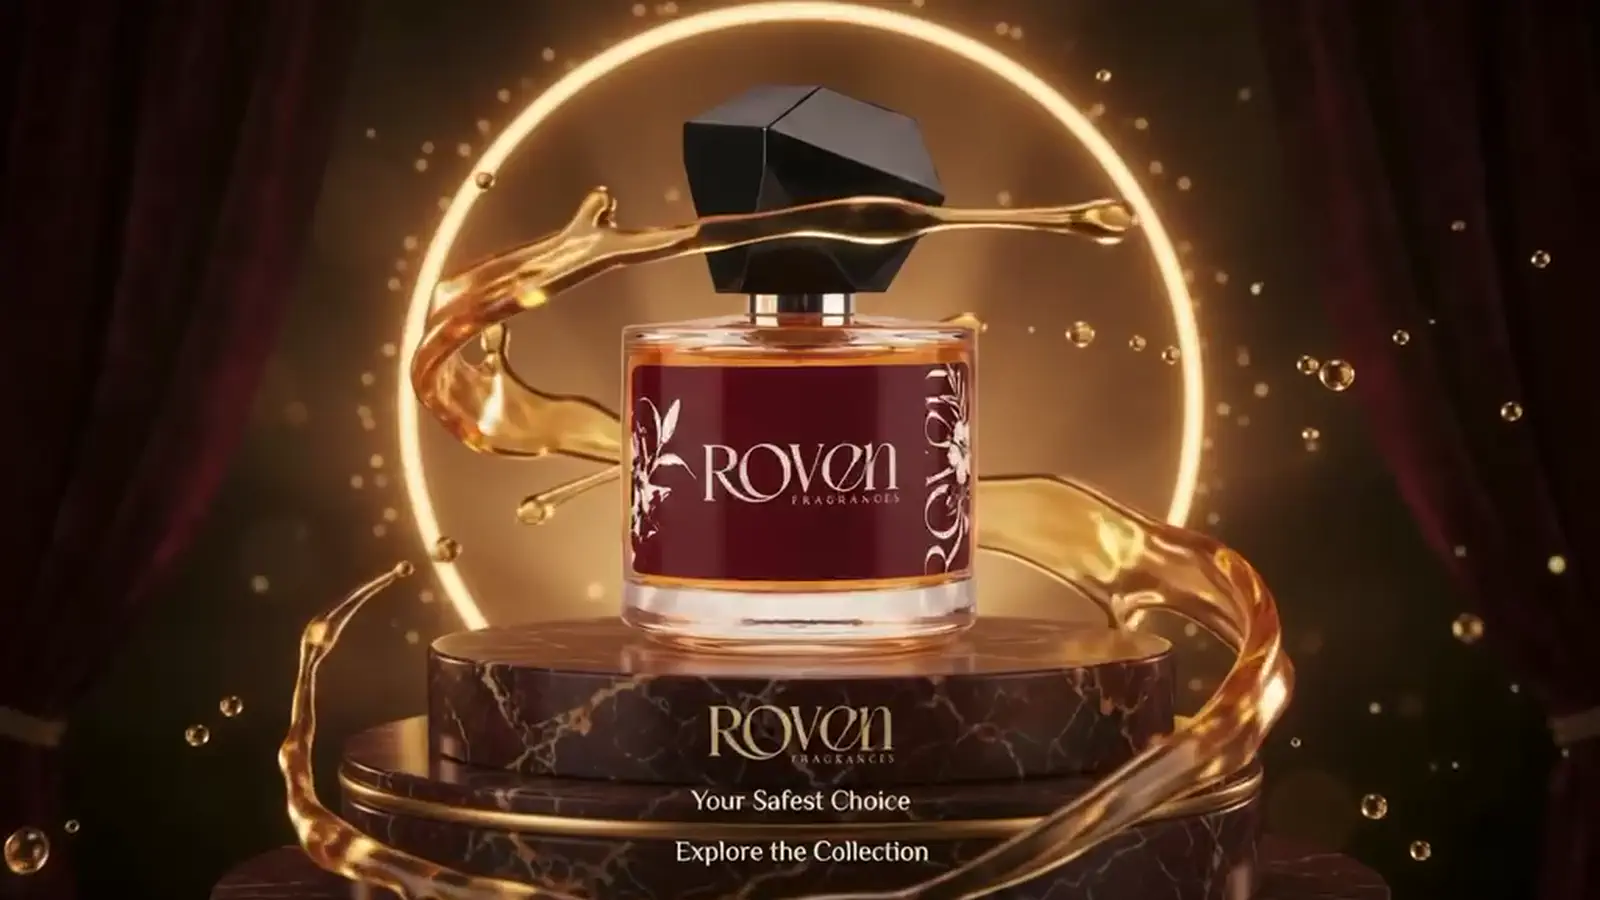 ROVEN
FRAGRANCES
ROVEN
ROVEN
FRAGRANCES
Your Safest Choice
Explore the Collection